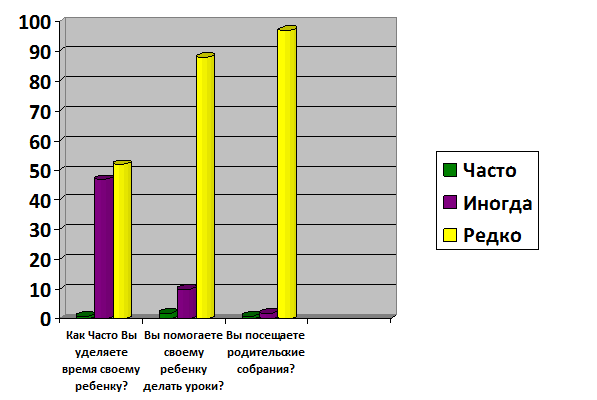 100
90
80
70
60
50
40
30
20
10
0
Как Часто Вы
уделяете
время своему
ребенку?
Вы помогаете
своему
ребенку
делать уроки?
Вы посещаете
родительские
собрания?
Часто
Иногда
Редко